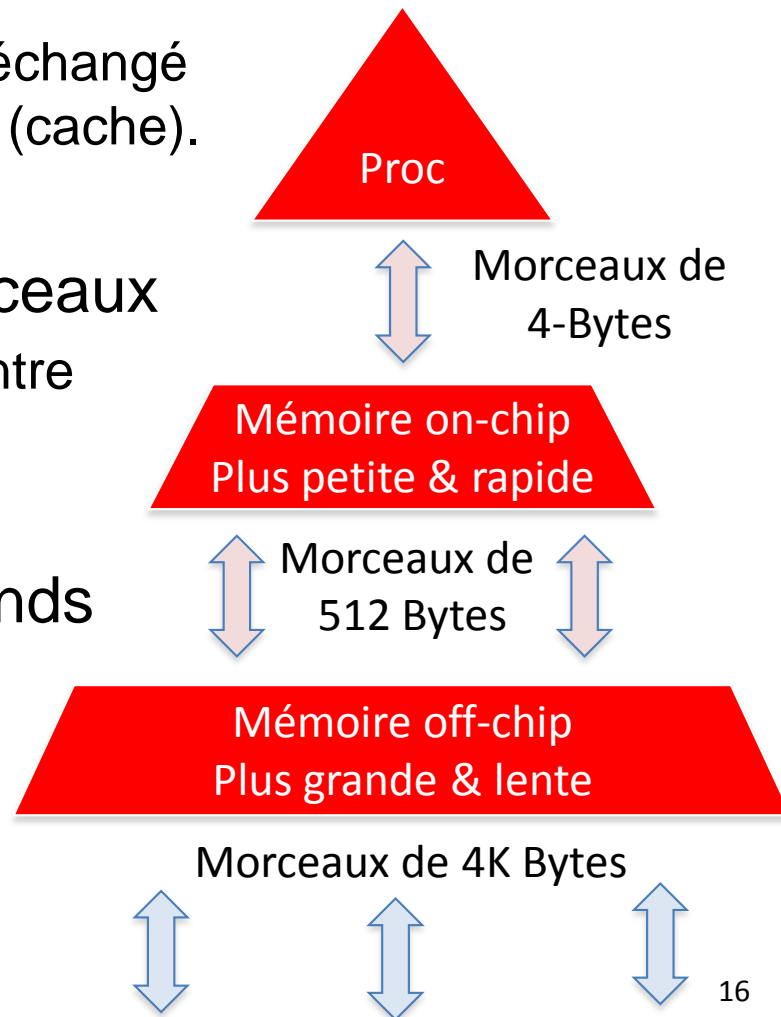 échangé
(cache).
Proc
Morceaux de
4-Bytes
ceaux
ntre
Mémoire on-chip
Plus petite & rapide
Morceaux de
512 Bytes
nds
Mémoire off-chip
Plus grande & lente
Morceaux de 4K Bytes
16